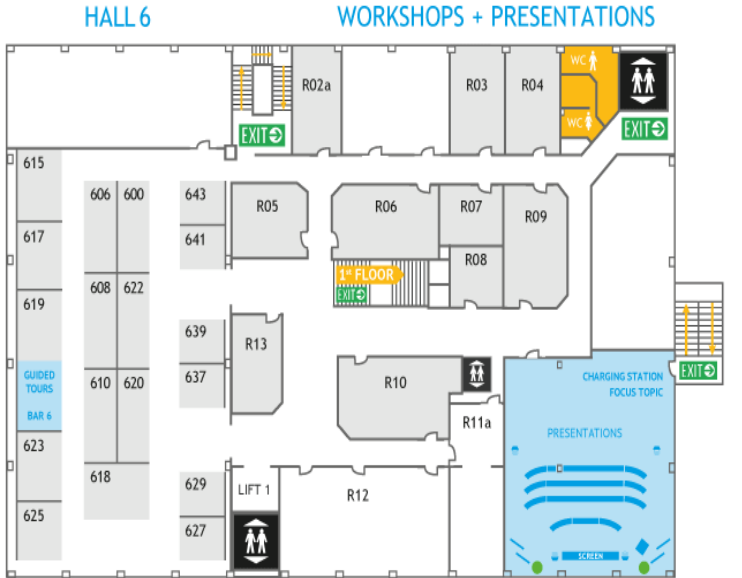 HALL 6
WORKSHOPS + PRESENTATIONS
R02a
R03
R04
WC
WC
EXIT
EXIT
615
617
619
GUIDED
TOURS
BAR 6
623
625
606
600
608
622
610
620
618
643
641
639
637
629
627
R05
R06
R07
R08
R09
1ST FLOOR
EXIT
R13
R10
R11a
R12
LIFT 1
EXIT
CHARGING STATION
FOCUS TOPIC
PRESENTATIONS
SCREEN